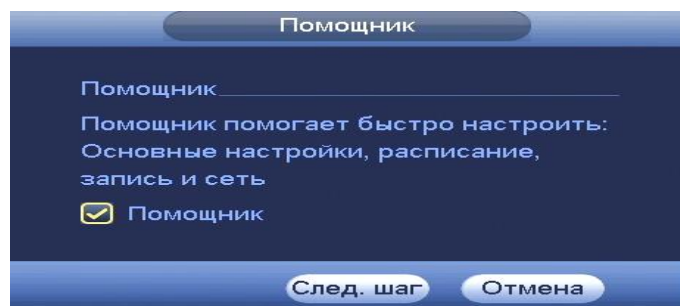 Помощник
Помощник
Помощник помогает быстро настроить:
Основные настройки, расписание,
запись и сеть
Помощник
След. шаг Отмена